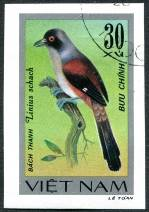 30
XU
BƯU CHÍNH
BÁCH THANH Lanius schach
VIỆT NAM
LÊ TOÀN